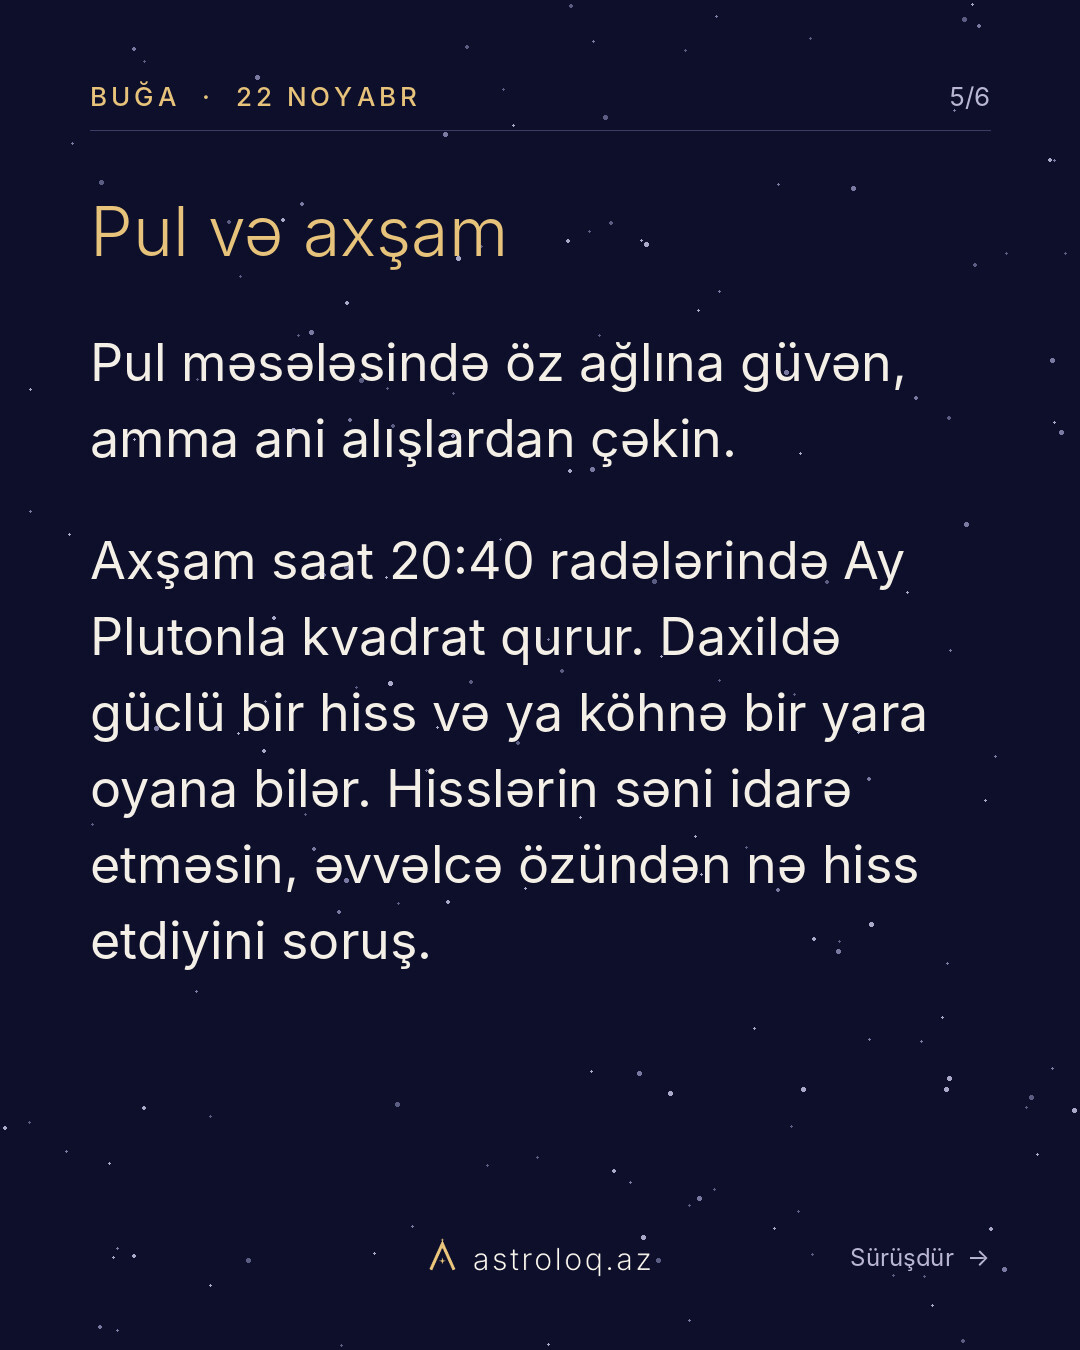 BUĞA · 22 NOYABR
5/6
Pul və axşam
Pul məsələsində öz ağlına güvən,
amma ani alışlardan çəkin.
Axşam saat 20:40 radələrində Ay
Plutonla kvadrat qurur. Daxildə
güclü bir hiss və ya köhnə bir yara
oyana bilər. Hisslərin səni idarə
etməsin, əvvəlcə özündən nə hiss
etdiyini soruş.
astroloq.az
Sürüşdür →